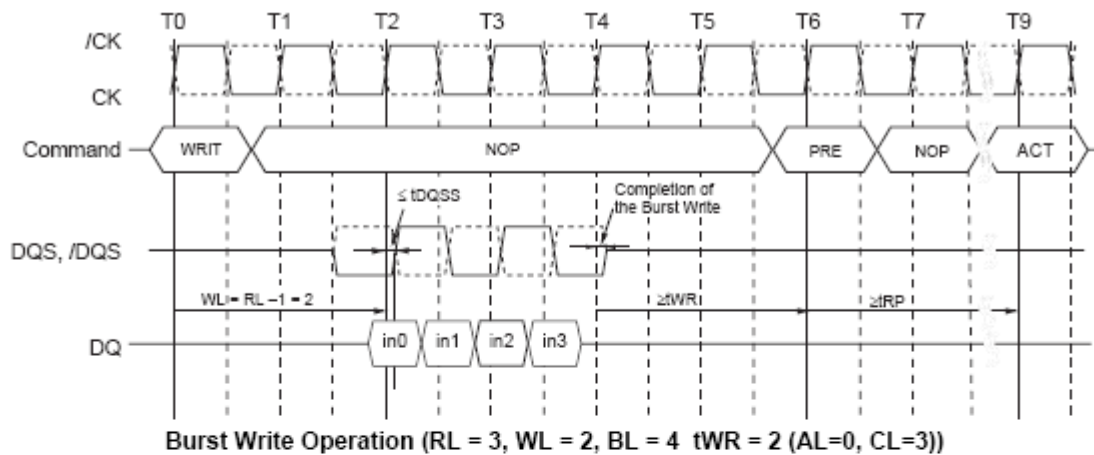 T0 T1 T2 T3 T4 T5 T6 T7 T9
/CK
CK
Command WRIT NOP PRE NOP ACT
≤ tDQSS
Completion of
the Burst Write
DQS, /DQS
WL = RL –1 = 2 ≥tWR ≥tRP
DQ in0 in1 in2 in3
Burst Write Operation (RL = 3, WL = 2, BL = 4 tWR = 2 (AL=0, CL=3))